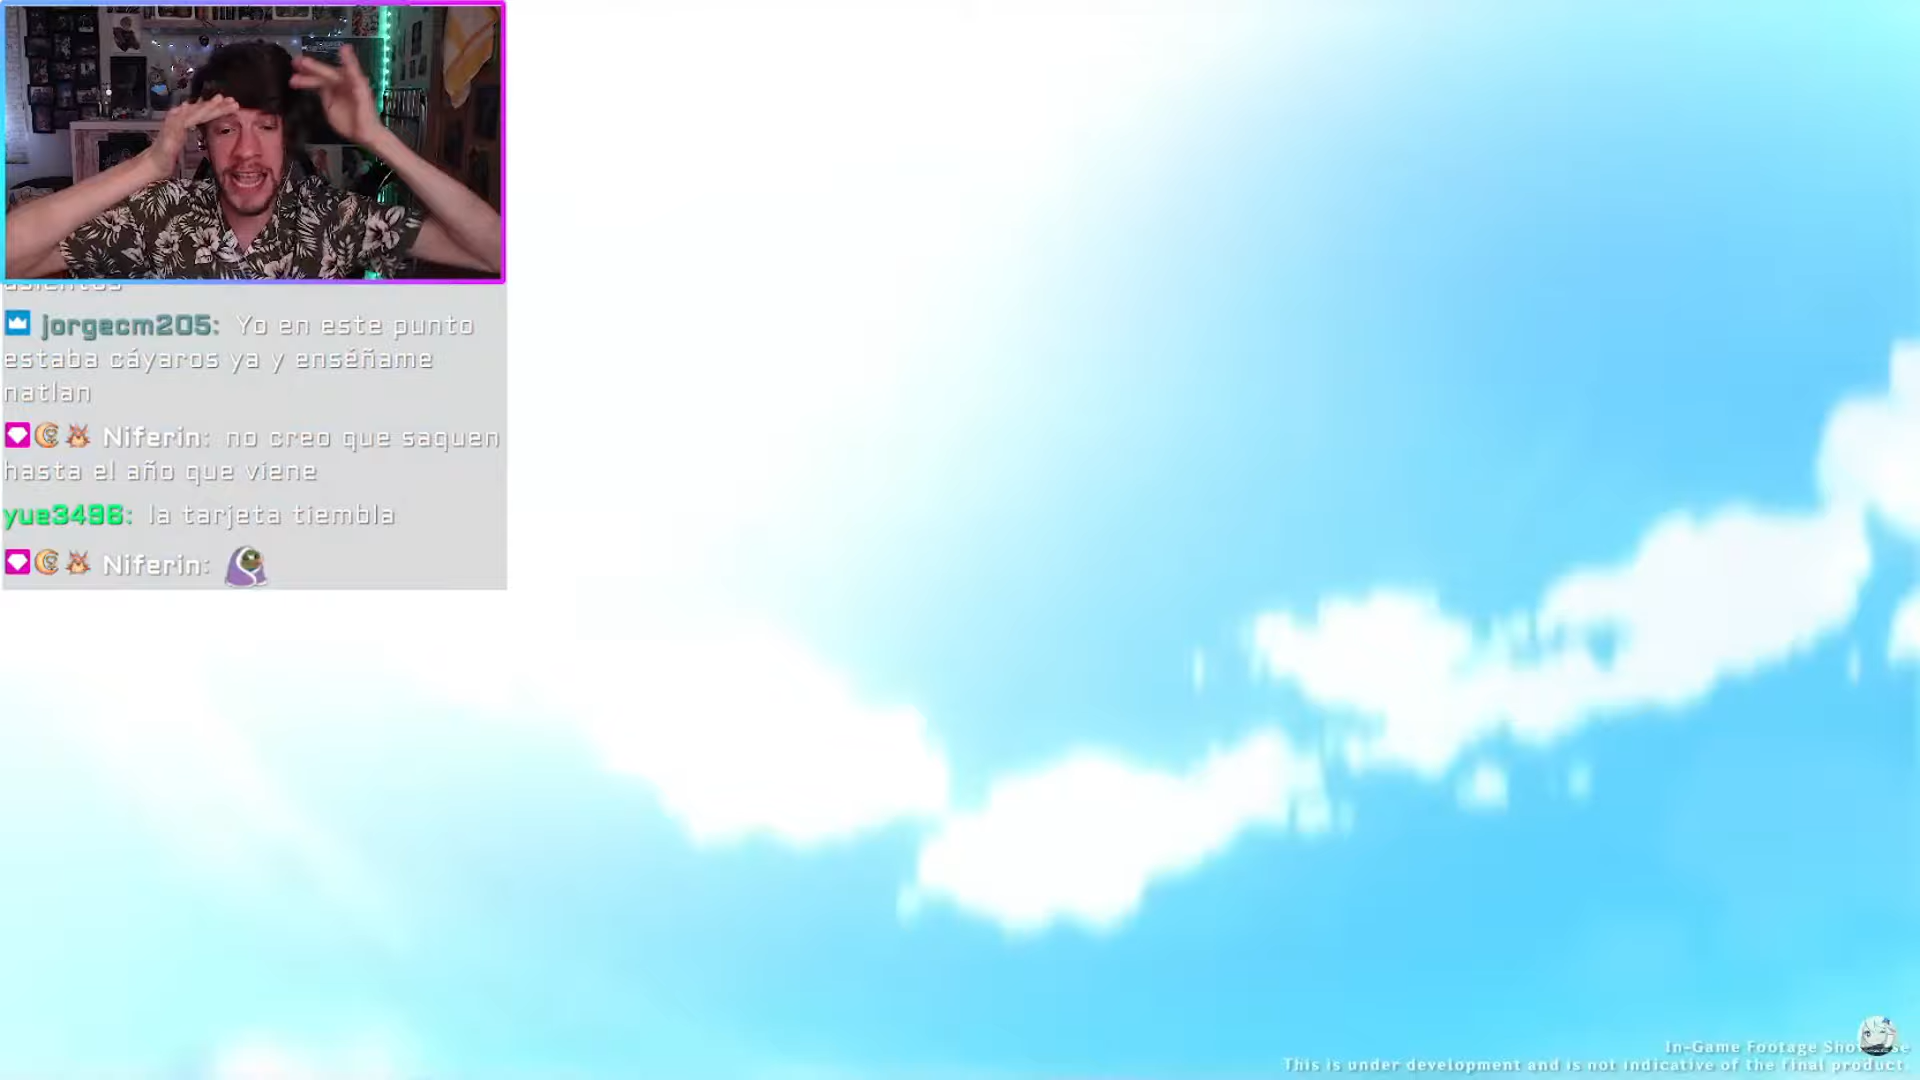 asientos
jorgecm205: Yo en este punto
estaba cáyaros ya y enséñame
natlan
Niferin: no creo que saquen
hasta el año que viene
yue3496: la tarjeta tiembla
Niferin:
In-Game Footage
This is under development and is not indicative of the final product.